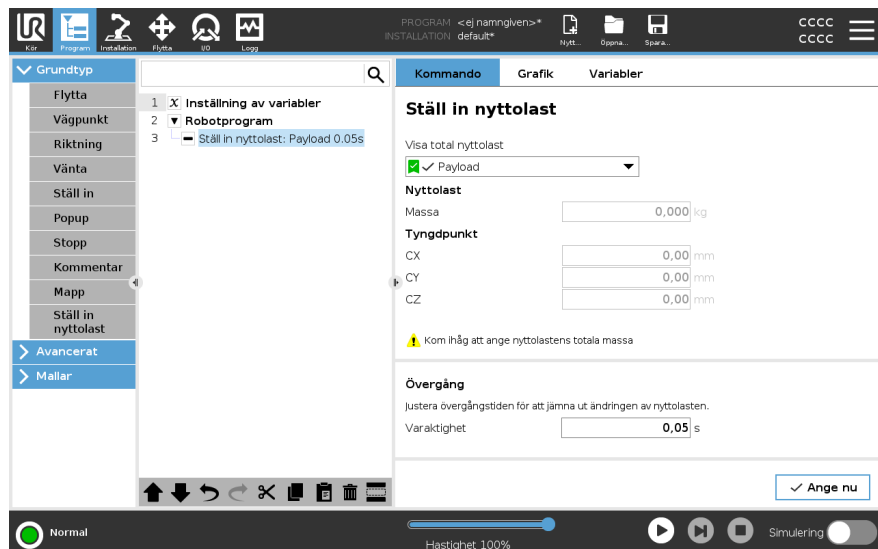 UR
Kör
Program
Installation
Flytta
I/O
Logg
PROGRAM <ej namngiven>*
INSTALLATION default*
Nytt...
Öppna...
Spara...
CCCC
CCCC
Grundtyp
Flytta
Vägpunkt
Riktning
Vänta
Ställ in
Popup
Stopp
Kommentar
Mapp
Ställ in
nyttolast
Avancerat
Mallar
1 X Inställning av variabler
2 Robotprogram
3 Ställ in nyttolast: Payload 0.05s
Kommando Grafik Variabler
Ställ in nyttolast
Visa total nyttolast
Payload
Nyttolast
Massa 0,000 kg
Tyngdpunkt
CX 0,00 mm
CY 0,00 mm
CZ 0,00 mm
Kom ihåg att ange nyttolastens totala massa
Övergång
Justera övergångstiden för att jämna ut ändringen av nyttolasten.
Varaktighet 0,05 s
Ange nu
Normal
Hastighet 100%
Simulering